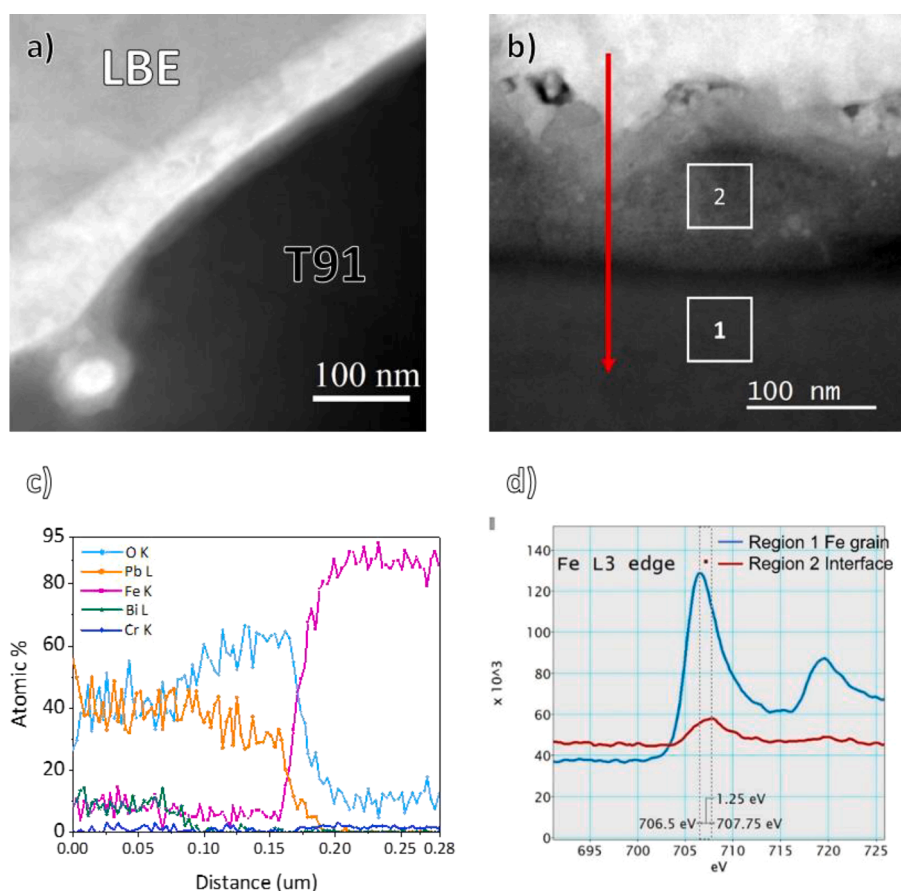 a)
LBE
T91
100 nm
b)
2
1
100 nm
c)
95
80
60
40
20
0
Atomic %
O K
Pb L
Fe K
Bi L
Cr K
0.00
0.05
0.10
0.15
0.20
0.28
Distance (um)
d)
140
120
100
80
60
40
20
0
x 10^3
Fe L3 edge
Region 1 Fe grain
Region 2 Interface
1.25 eV
706.5 eV
707.75 eV
695
700
705
710
715
720
725
eV